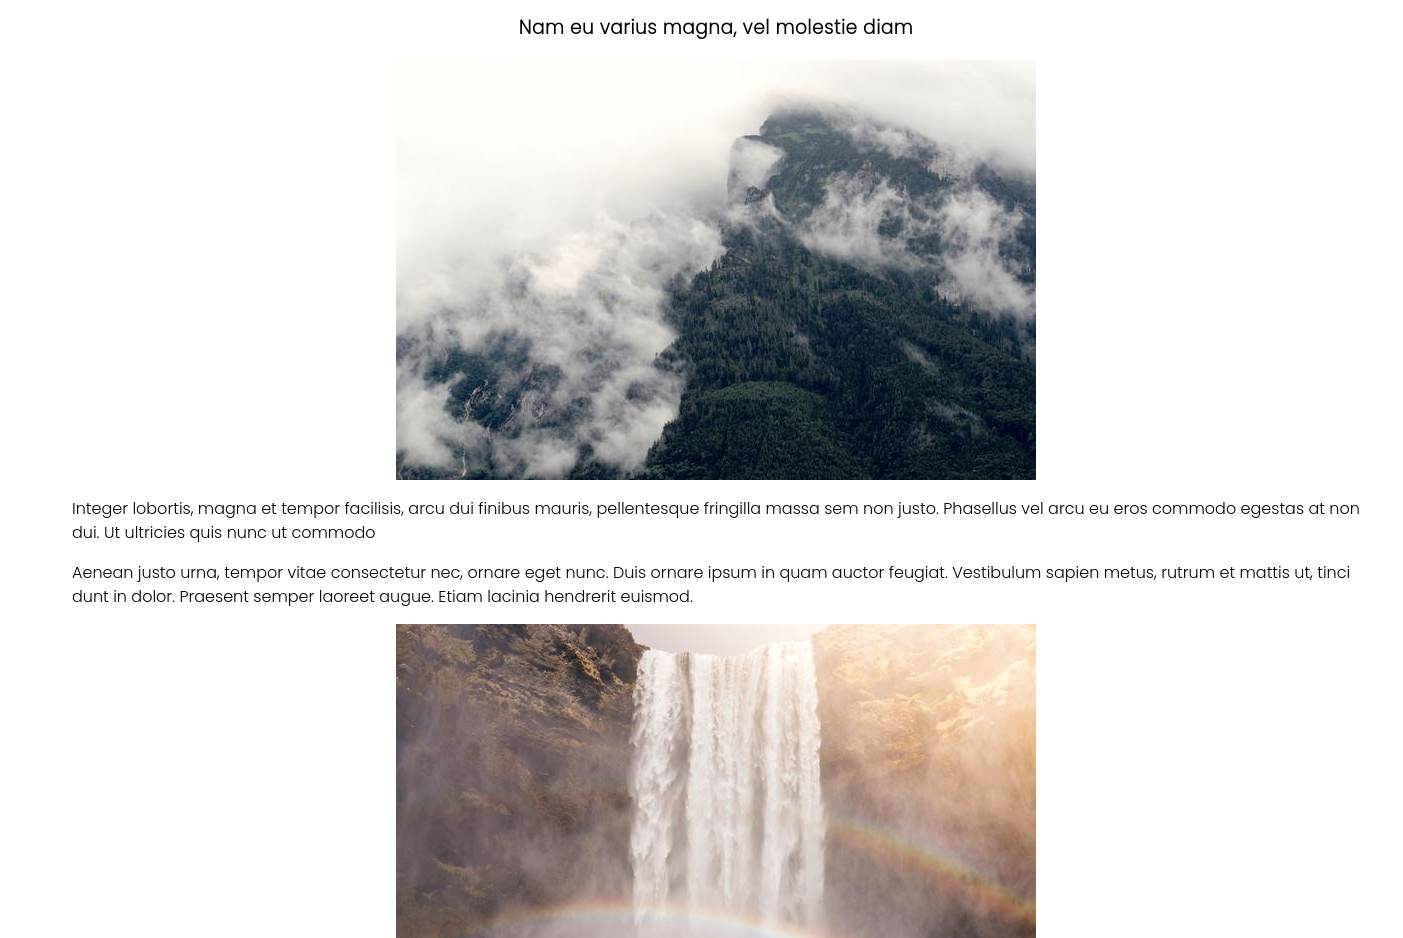 Nam eu varius magna, vel molestie diam
Integer lobortis, magna et tempor facilisis, arcu dui finibus mauris, pellentesque fringilla massa sem non justo. Phasellus vel arcu eu eros commodo egestas at non
dui. Ut ultricies quis nunc ut commodo
Aenean justo urna, tempor vitae consectetur nec, ornare eget nunc. Duis ornare ipsum in quam auctor feugiat. Vestibulum sapien metus, rutrum et mattis ut, tinci
dunt in dolor. Praesent semper laoreet augue. Etiam lacinia hendrerit euismod.